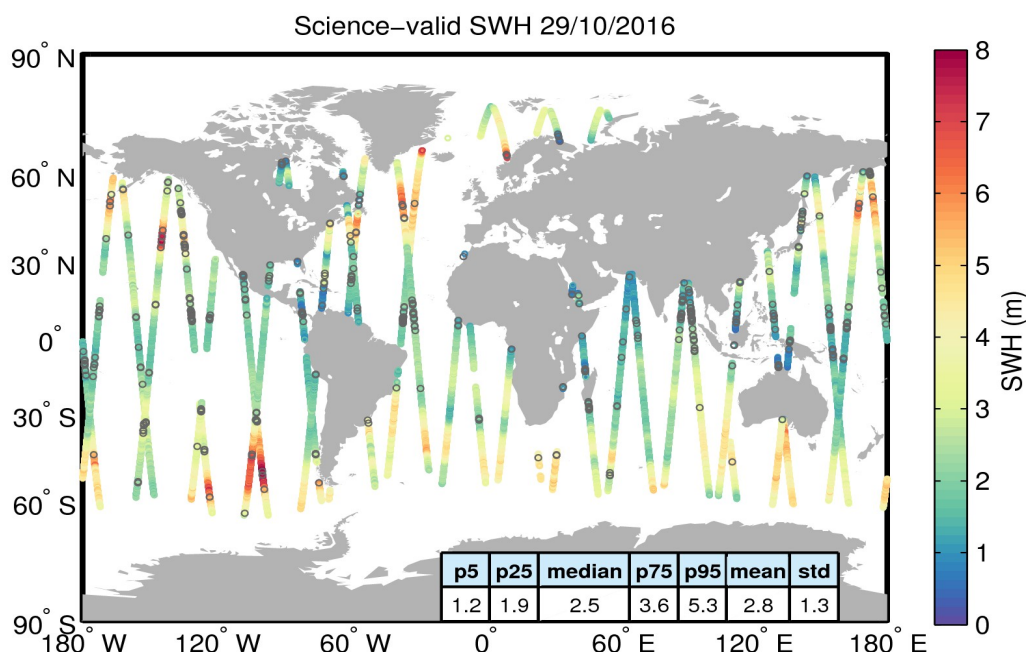 Science−valid SWH 29/10/2016
90° N
60° N
30° N
0°
30° S
60° S
90° S
180° W
120° W
60° W
0°
60° E
120° E
180° E
p5 p25 median p75 p95 mean std
1.2 1.9 2.5 3.6 5.3 2.8 1.3
8
7
6
5
4
3
2
1
0
SWH (m)